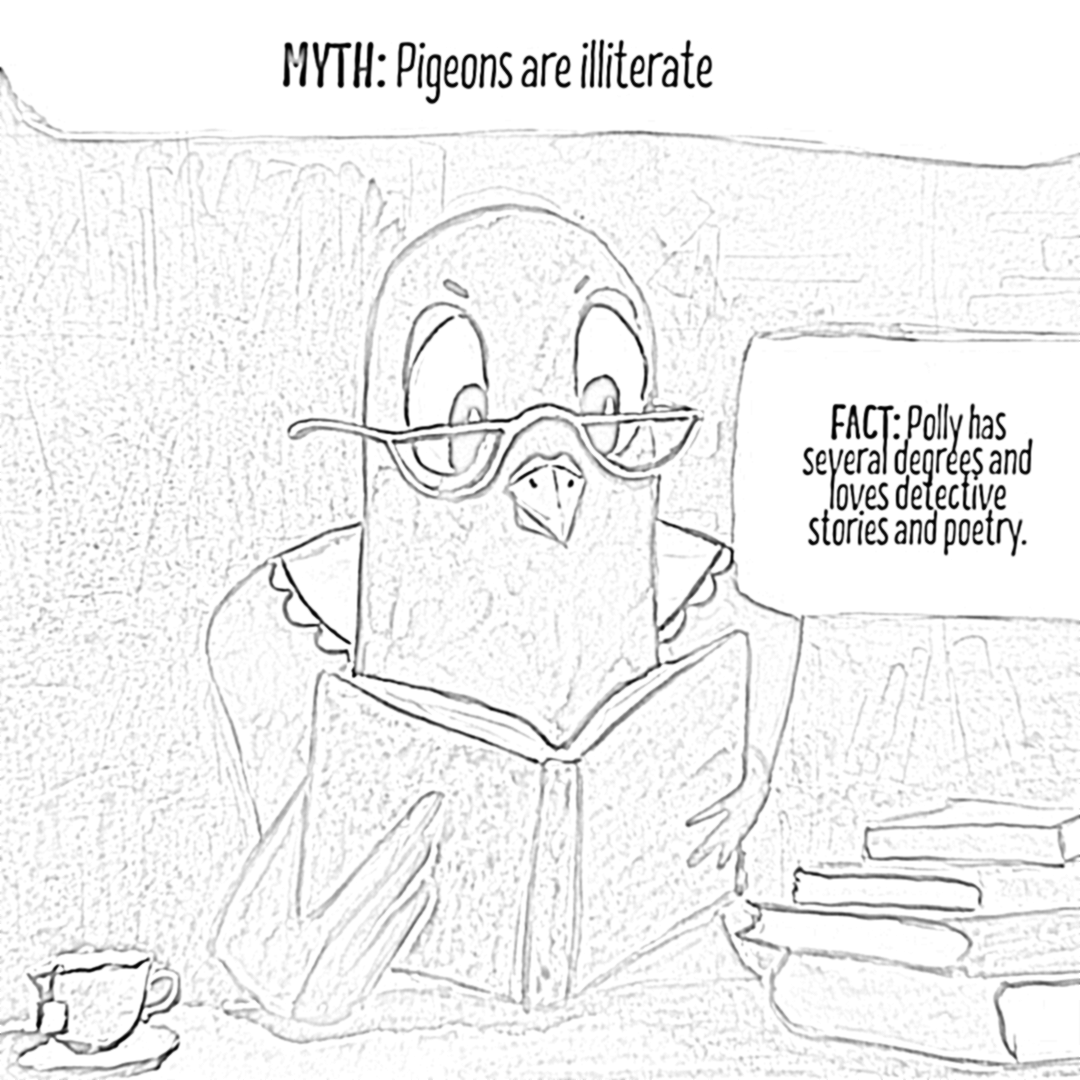 MYTH: Pigeons are illiterate
FACT: Polly has
several degrees and
loves detective
stories and poetry.